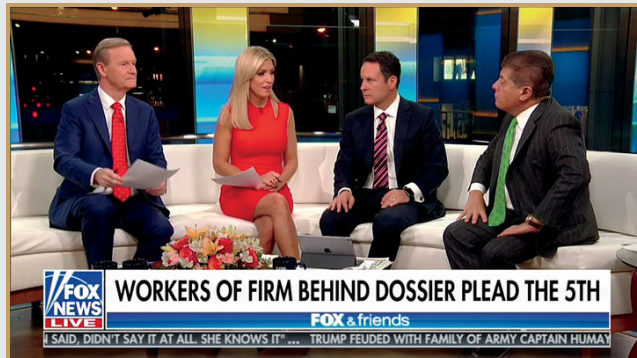 FOX
NEWS
LIVE
WORKERS OF FIRM BEHIND DOSSIER PLEAD THE 5TH
FOX & friends
I SAID, DIDN'T SAY IT AT ALL. SHE KNOWS IT" ... TRUMP FEUDED WITH FAMILY OF ARMY CAPTAIN HUMAY